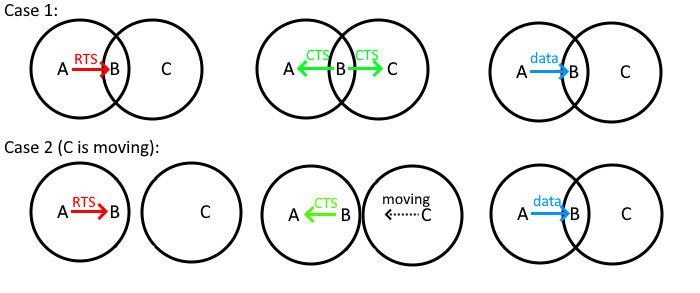 Case 1:
RTS
A B C
CTS CTS
A B C
data
A B C
Case 2 (C is moving):
RTS
A B C
CTS
A B
moving
C
data
A B C